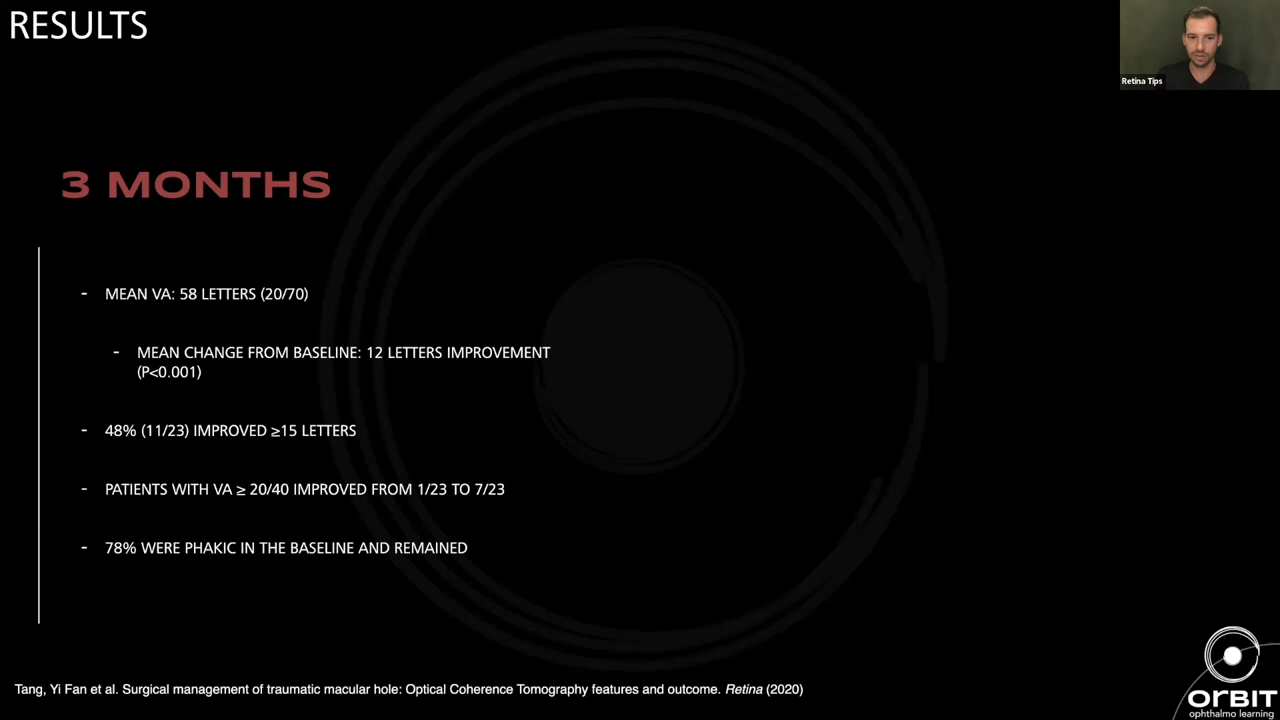 RESULTS
Retina Tips
3 MONTHS
- MEAN VA: 58 LETTERS (20/70)
- MEAN CHANGE FROM BASELINE: 12 LETTERS IMPROVEMENT
(P<0.001)
- 48% (11/23) IMPROVED ≥15 LETTERS
- PATIENTS WITH VA ≥ 20/40 IMPROVED FROM 1/23 TO 7/23
- 78% WERE PHAKIC IN THE BASELINE AND REMAINED
Tang, Yi Fan et al. Surgical management of traumatic macular hole: Optical Coherence Tomography features and outcome. Retina (2020)
ORBIT
ophthalmo learning